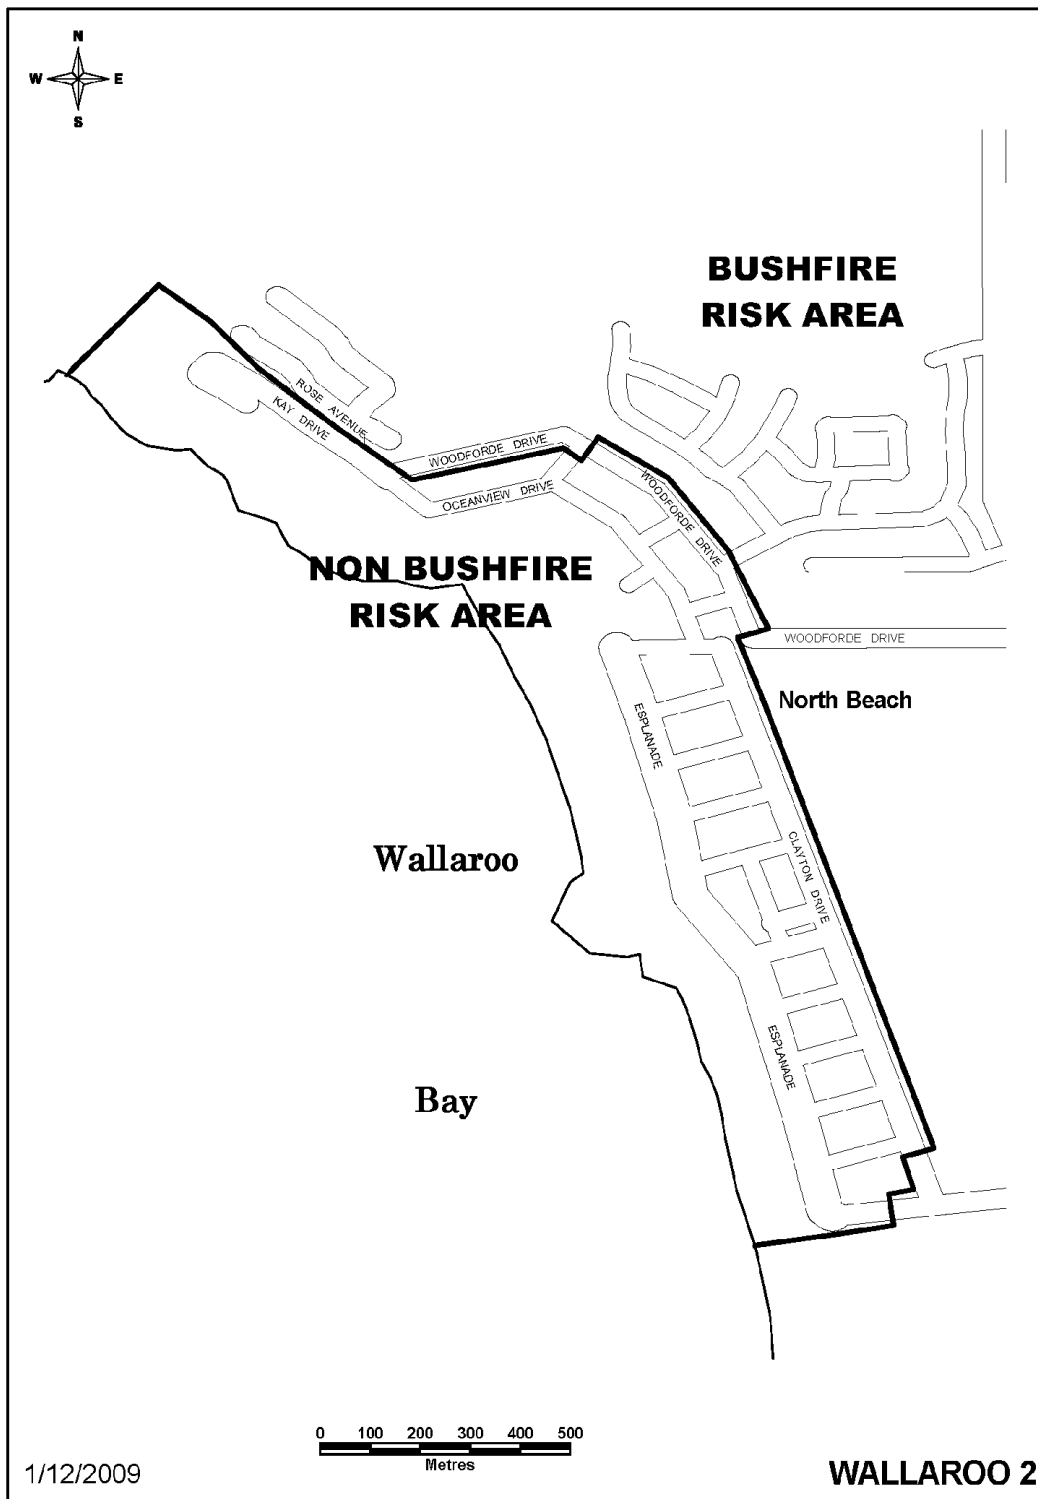 N
W E
S
BUSHFIRE
RISK AREA
ROSE AVENUE
KAY DRIVE
WOODFORDE DRIVE
OCEANVIEW DRIVE
WOODFORDE DRIVE
NON BUSHFIRE
RISK AREA
WOODFORDE DRIVE
North Beach
ESPLANADE
Wallaroo
CLAYTON DRIVE
ESPLANADE
Bay
0 100 200 300 400 500
Metres
1/12/2009
WALLAROO 2